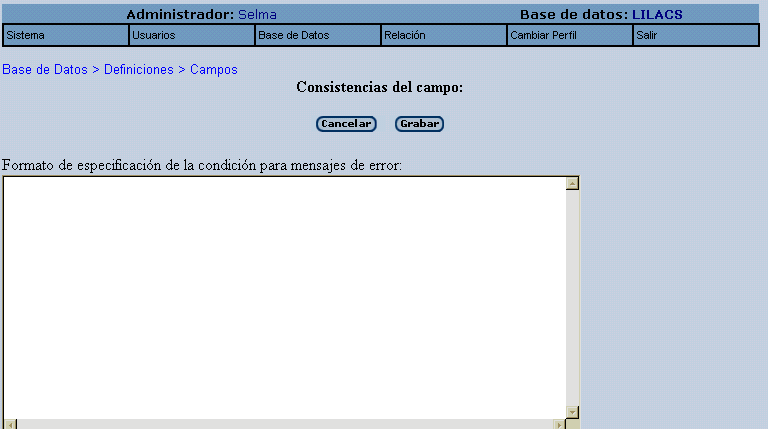 Administrador: Selma Base de datos: LILACS
Sistema Usuarios Base de Datos Relación Cambiar Perfil Salir
Base de Datos > Definiciones > Campos
Consistencias del campo:
Cancelar Grabar
Formato de especificación de la condición para mensajes de error: